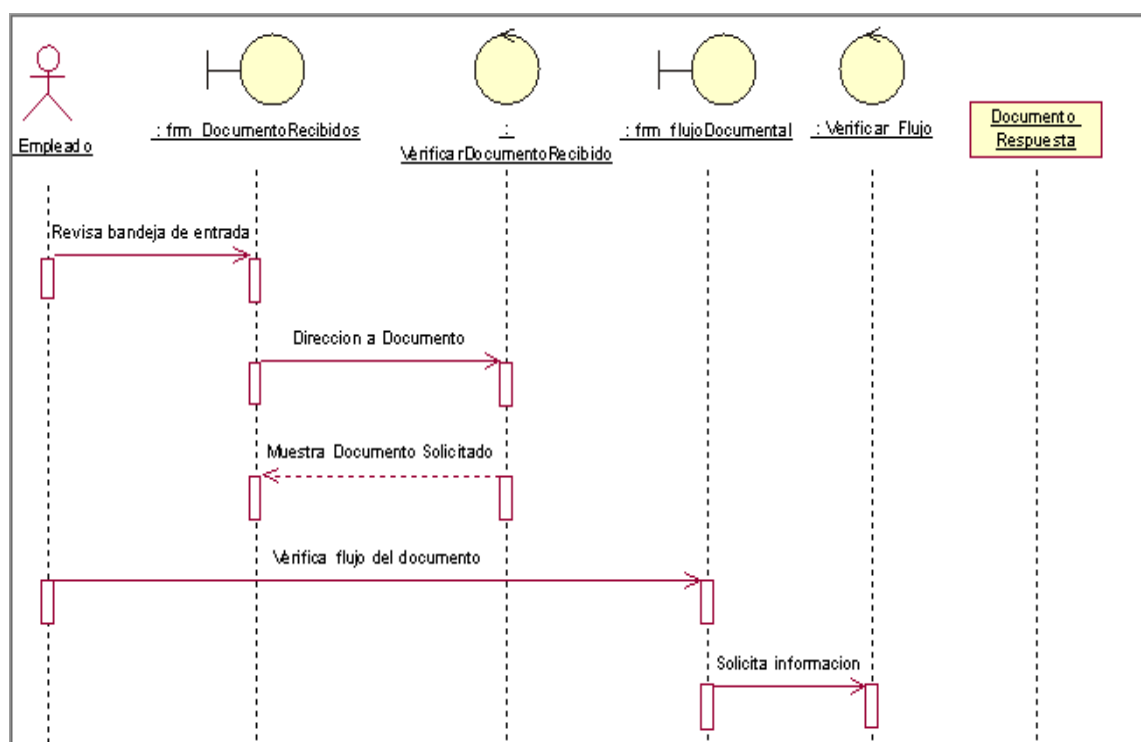 Empleado
: frm_DocumentoRecibidos
:
VerificarDocumentoRecibido
: frm_flujoDocumental
: Verificar_Flujo
Documento
Respuesta
Revisa bandeja de entrada
Direccion a Documento
Muestra Documento Solicitado
Verifica flujo del documento
Solicita informacion